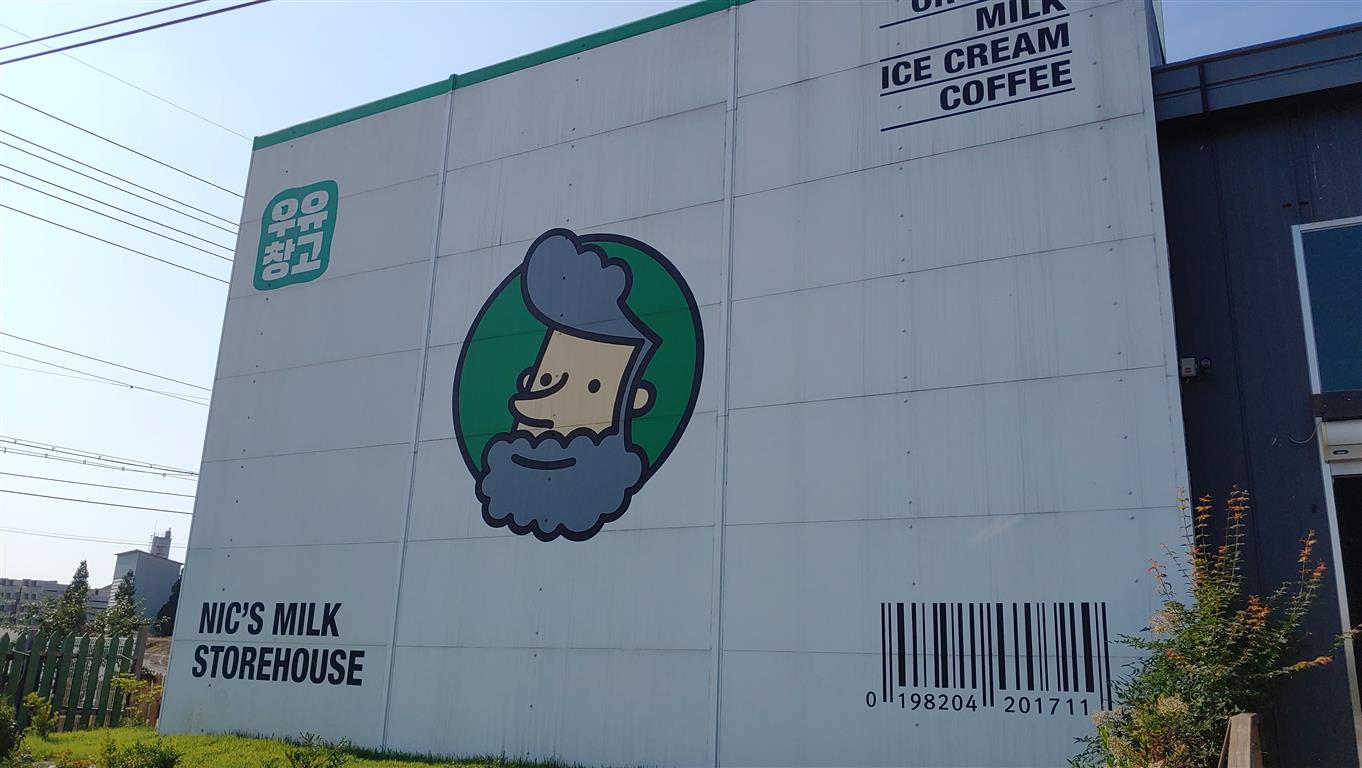 MILK
ICE CREAM
COFFEE
우유
창고
NIC'S MILK
STOREHOUSE
0 198204 201711